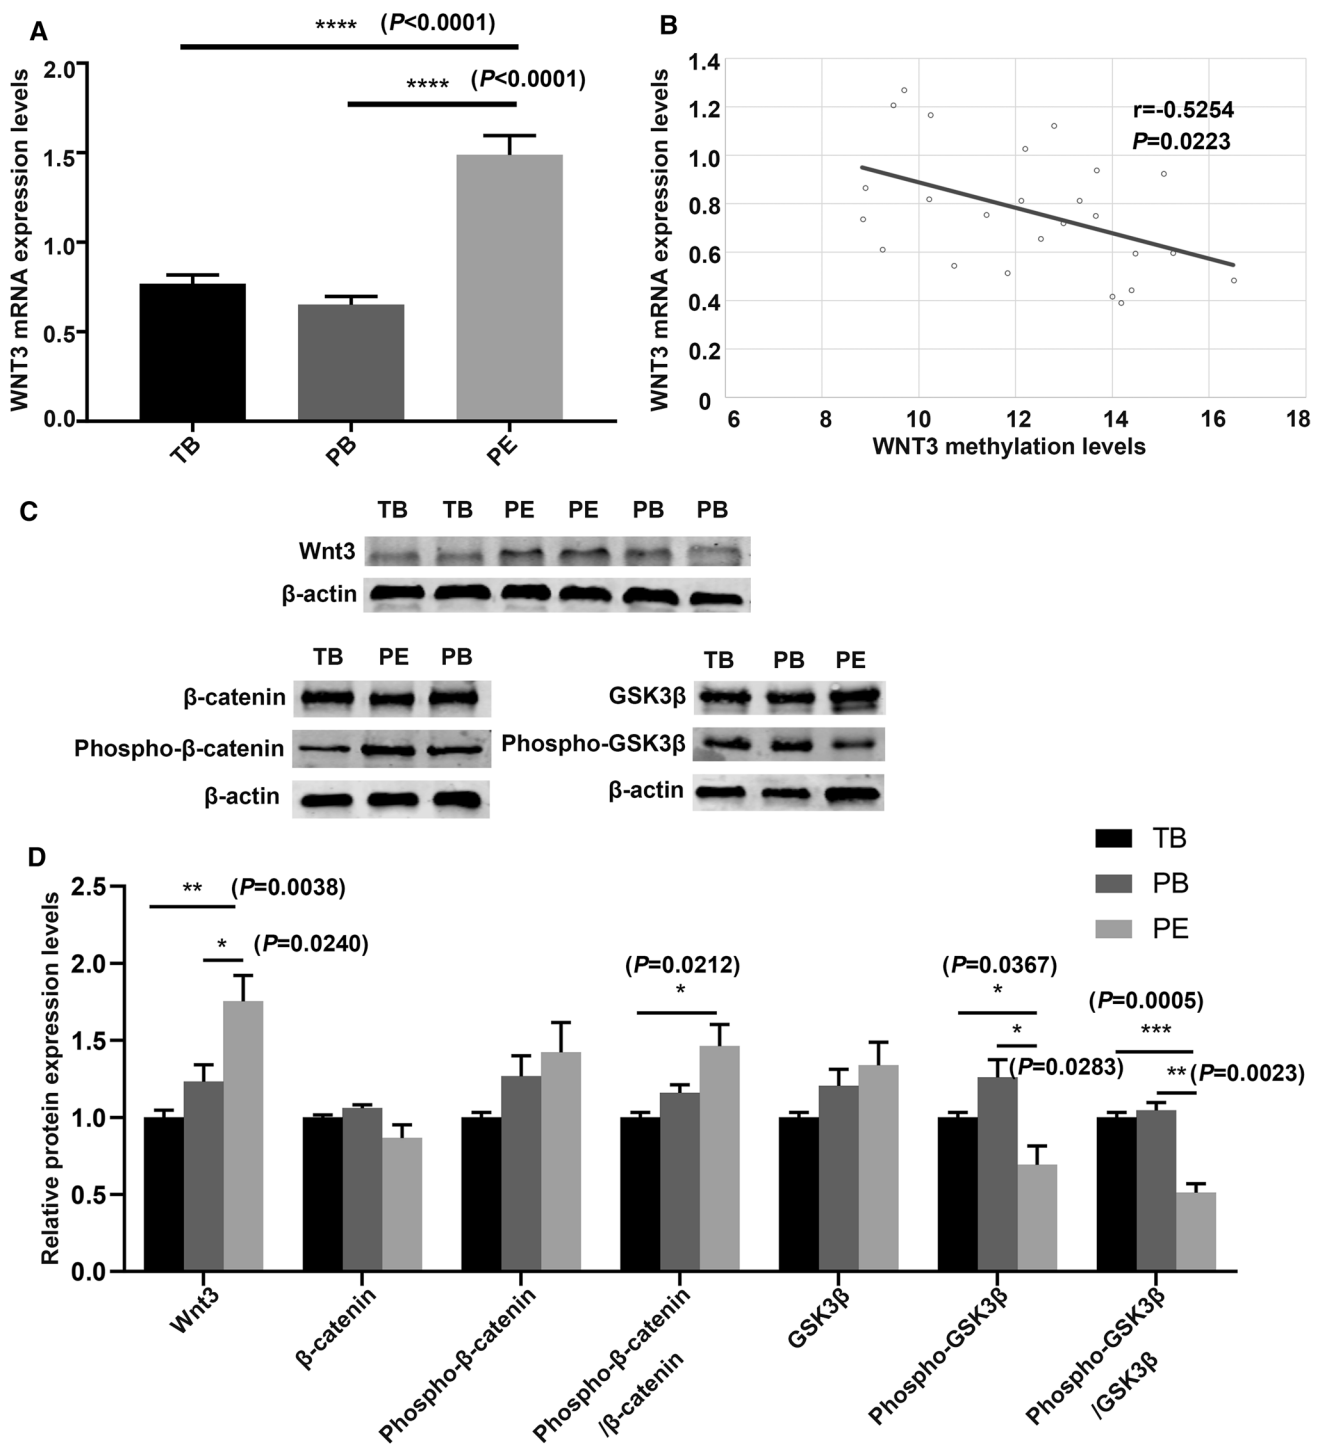 A
**** (P<0.0001)
**** (P<0.0001)
WNT3 mRNA expression levels
2.0
1.5
1.0
0.5
0.0
TB
PB
PE
B
WNT3 mRNA expression levels
1.4
1.2
1.0
0.8
0.6
0.4
0.2
0
r=-0.5254
P=0.0223
6 8 10 12 14 16 18
WNT3 methylation levels
C
TB TB PE PE PB PB
Wnt3
β-actin
TB PE PB
β-catenin
Phospho-β-catenin
β-actin
TB PB PE
GSK3β
Phospho-GSK3β
β-actin
D
TB
PB
PE
Relative protein expression levels
2.5
2.0
1.5
1.0
0.5
0.0
** (P=0.0038)
* (P=0.0240)
(P=0.0212)
*
(P=0.0367)
*
*
(P=0.0283)
(P=0.0005)
***
** (P=0.0023)
Wnt3
β-catenin
Phospho-β-catenin
Phospho-β-catenin
/β-catenin
GSK3β
Phospho-GSK3β
Phospho-GSK3β
/GSK3β